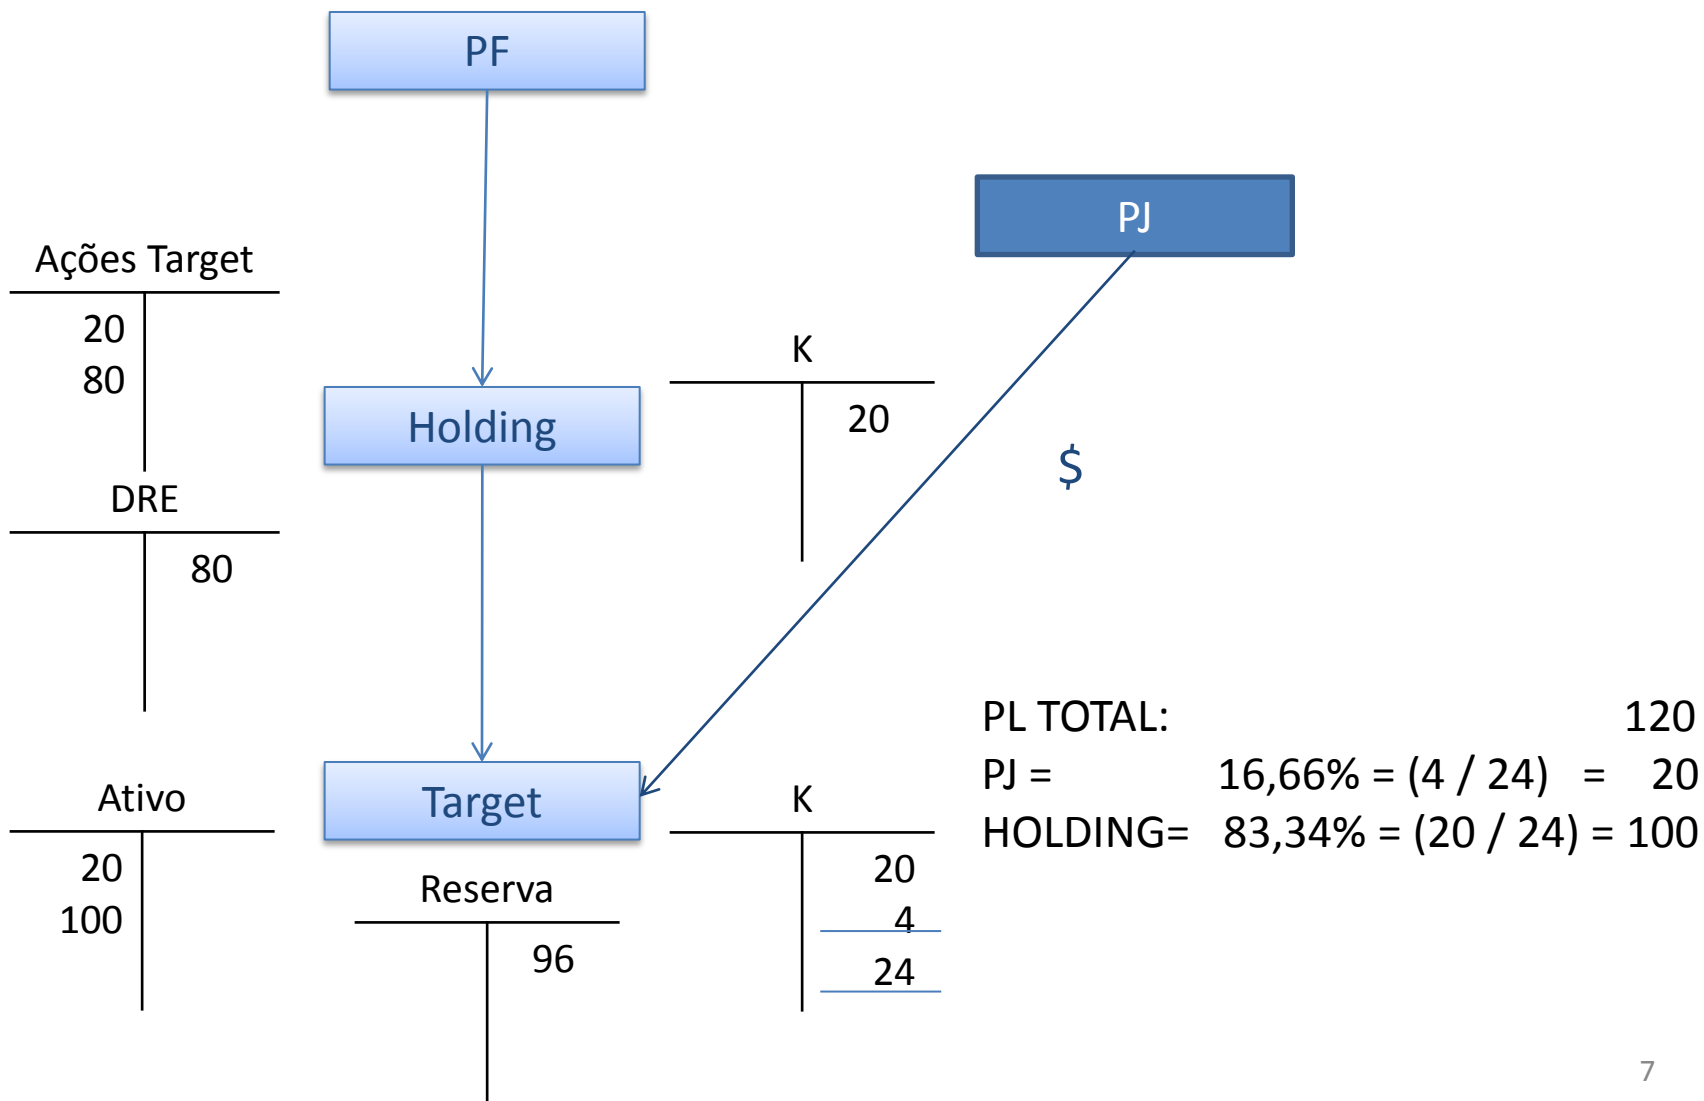 PF
PJ
Ações Target
20
80
K
20
Holding
$
DRE
80
PL TOTAL: 120
PJ = 16,66% = (4 / 24) = 20
HOLDING= 83,34% = (20 / 24) = 100
Ativo
20
100
Target
Reserva
96
K
20
4
24
7